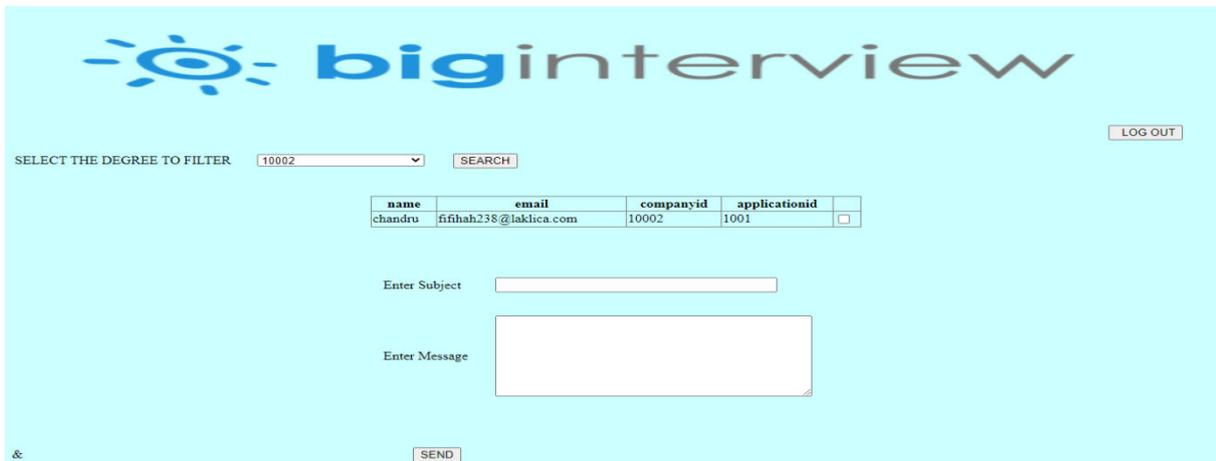 biginterview
LOG OUT
SELECT THE DEGREE TO FILTER 10002 SEARCH
name email companyid applicationid
chandru fifihah238@laklica.com 10002 1001
Enter Subject
Enter Message
& SEND